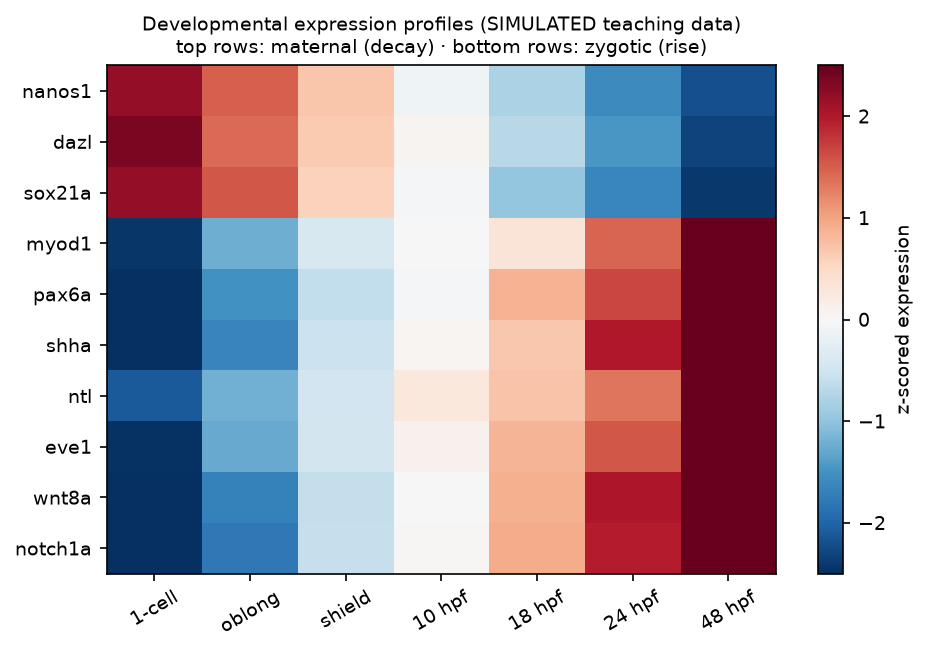 Developmental expression profiles (SIMULATED teaching data)
top rows: maternal (decay) · bottom rows: zygotic (rise)
nanos1
dazl
sox21a
myod1
pax6a
shha
ntl
eve1
wnt8a
notch1a
1-cell
oblong
shield
10 hpf
18 hpf
24 hpf
48 hpf
2
1
0
−1
−2
z-scored expression